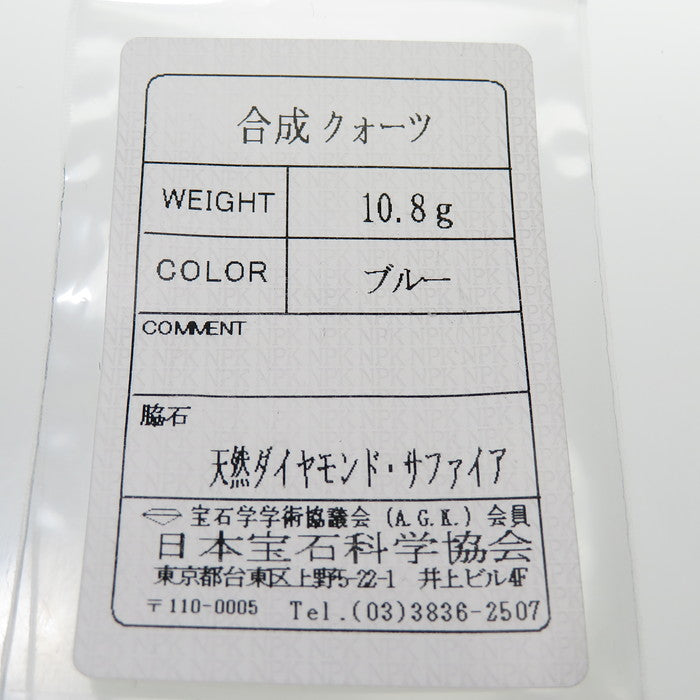 合成クォーツ
WEIGHT 10.8g
COLOR ブルー
COMMENT
脇石
天然ダイヤモンド・サファイア
宝石学学術協議会 (A.G.K.) 会員
日本宝石科学協会
東京都台東区上野5-22-1 井上ビル4F
〒110-0005 Tel.(03)3836-2507